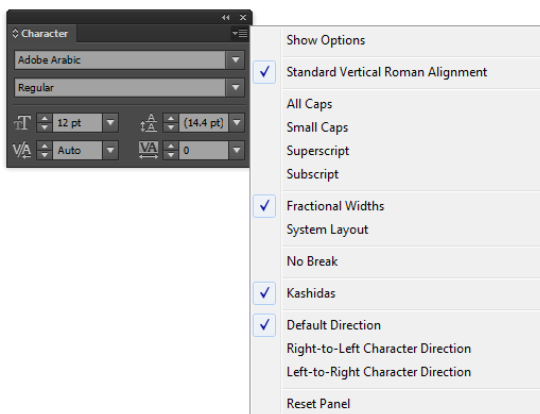 Character
Adobe Arabic
Regular
12 pt
(14.4 pt)
Auto
0
Show Options
Standard Vertical Roman Alignment
All Caps
Small Caps
Superscript
Subscript
Fractional Widths
System Layout
No Break
Kashidas
Default Direction
Right-to-Left Character Direction
Left-to-Right Character Direction
Reset Panel